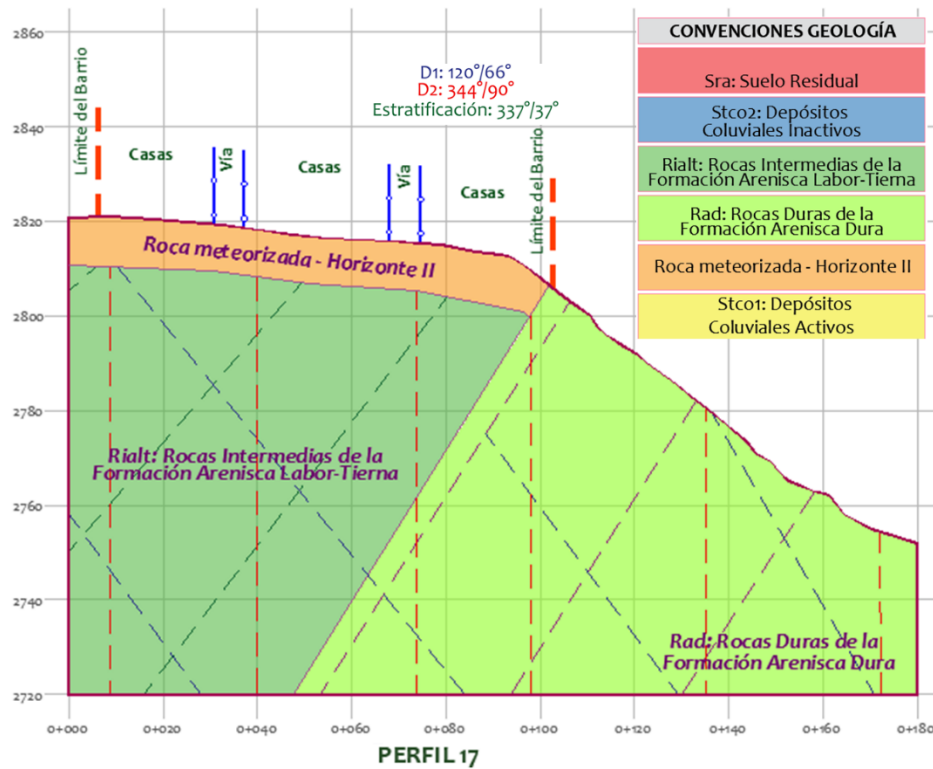 CONVENCIONES GEOLOGÍA
Sra: Suelo Residual
Stco2: Depósitos
Coluviales Inactivos
Rialt: Rocas Intermedias de la
Formación Arenisca Labor-Tierna
Rad: Rocas Duras de la
Formación Arenisca Dura
Roca meteorizada - Horizonte II
Stco1: Depósitos
Coluviales Activos
D1: 120°/66°
D2: 344°/90°
Estratificación: 337°/37°
Límite del Barrio
Casas
Vía
Casas
Vía
Casas
Límite del Barrio
Roca meteorizada - Horizonte II
Rialt: Rocas Intermedias de la
Formación Arenisca Labor-Tierna
Rad: Rocas Duras de la
Formación Arenisca Dura
2860
2840
2820
2800
2780
2760
2740
2720
0+000 0+020 0+040 0+060 0+080 0+100 0+120 0+140 0+160 0+180
PERFIL 17